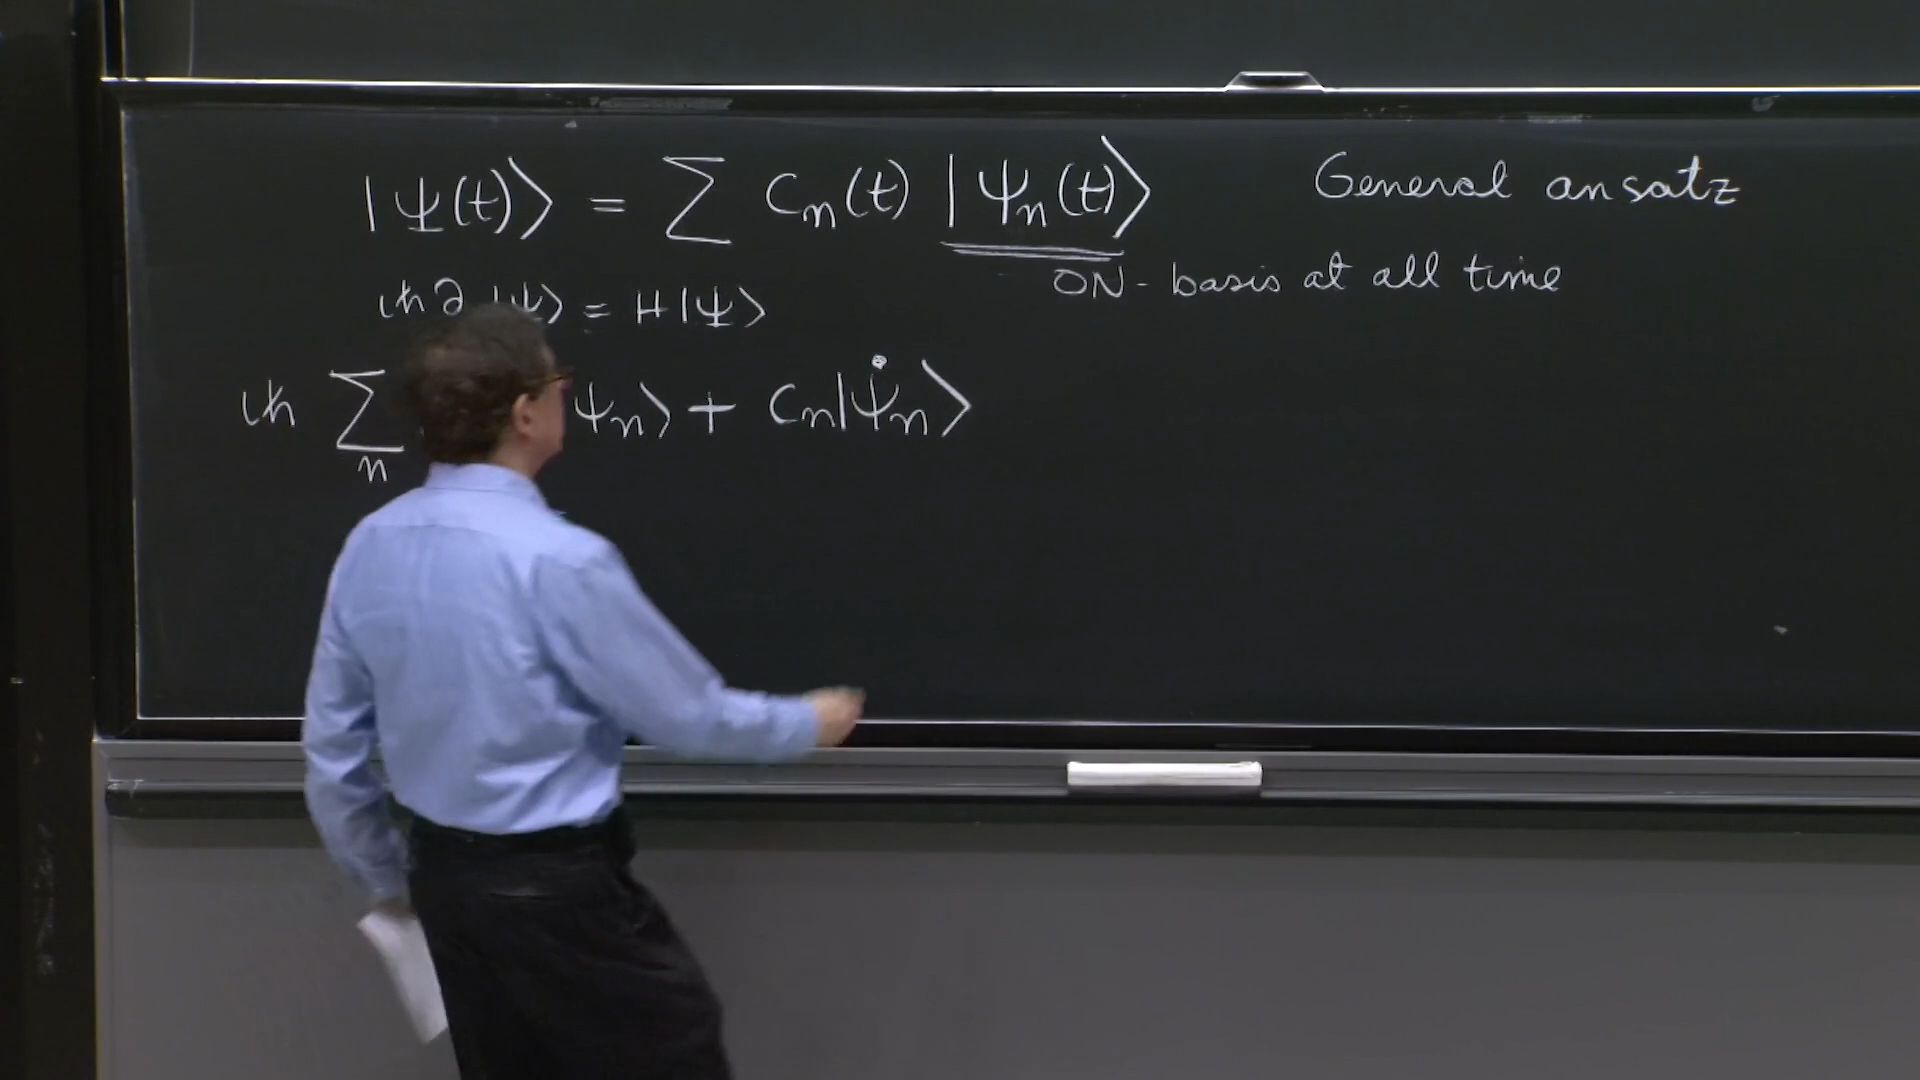 |Ψ(t)⟩ = ∑ Cₙ(t) |ψₙ(t)⟩ General ansatz
ON-basis at all time
iħ∂ |Ψ⟩ = H|Ψ⟩
iħ ∑ₙ ψₙ⟩ + Cₙ|ψ̇ₙ⟩